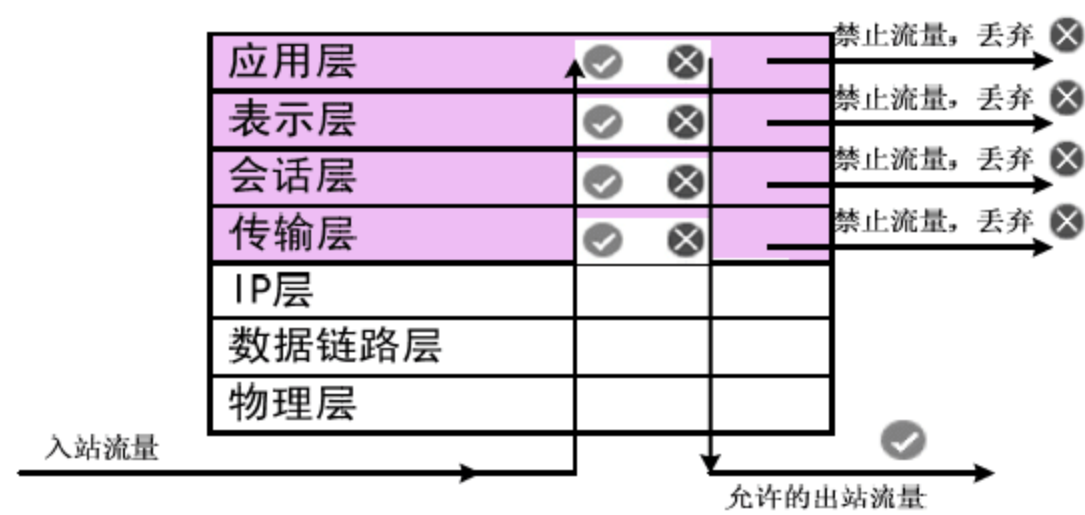 应用层
禁止流量，丢弃
表示层
禁止流量，丢弃
会话层
禁止流量，丢弃
传输层
禁止流量，丢弃
IP层
数据链路层
物理层
入站流量
允许的出站流量